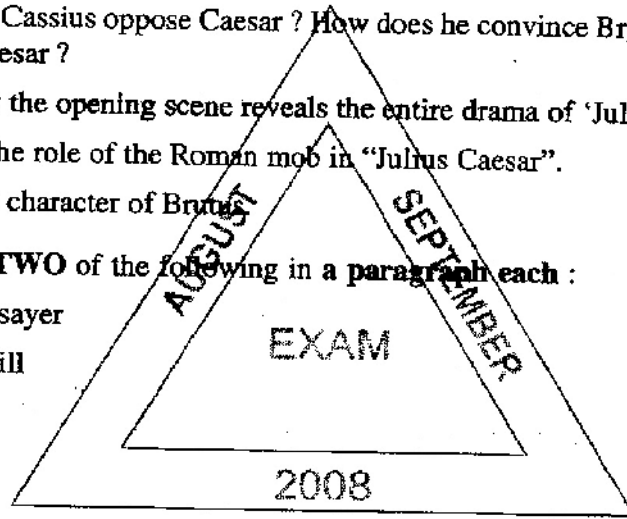 Cassius oppose Caesar ? How does he convince Br
esar ?
the opening scene reveals the entire drama of 'Jul
he role of the Roman mob in "Julius Caesar".
character of Brutus
TWO of the following in a paragraph each :
sayer
ill
AUGUST
SEPTEMBER
EXAM
2008